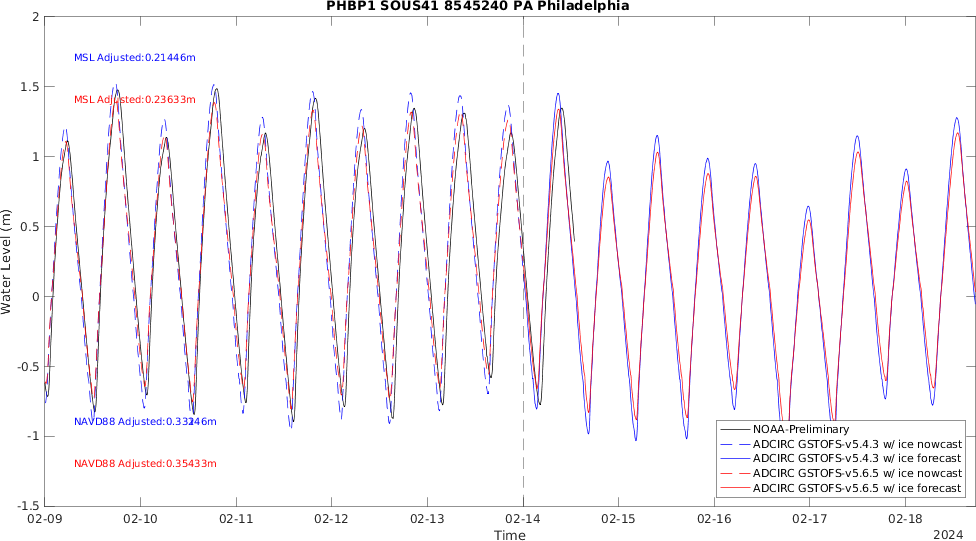 PHBP1 SOUS41 8545240 PA Philadelphia
2
1.5
1
0.5
0
-0.5
-1
-1.5
Water Level (m)
MSL Adjusted:0.21446m
MSL Adjusted:0.23633m
NAVD88 Adjusted:0.33246m
NAVD88 Adjusted:0.35433m
NOAA-Preliminary
ADCIRC GSTOFS-v5.4.3 w/ ice nowcast
ADCIRC GSTOFS-v5.4.3 w/ ice forecast
ADCIRC GSTOFS-v5.6.5 w/ ice nowcast
ADCIRC GSTOFS-v5.6.5 w/ ice forecast
02-09 02-10 02-11 02-12 02-13 02-14 02-15 02-16 02-17 02-18
Time
2024